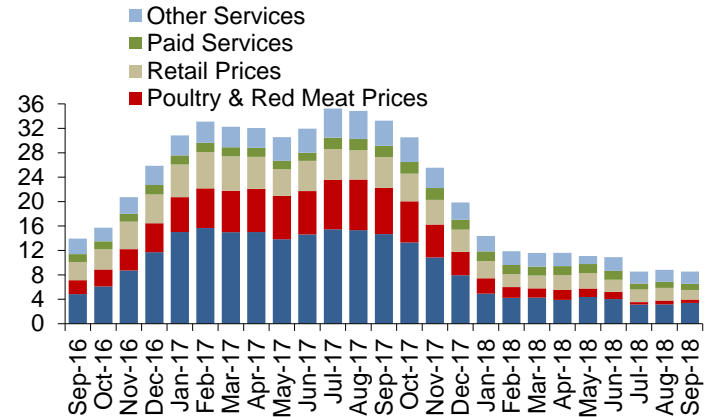 Other Services
Paid Services
Retail Prices
Poultry & Red Meat Prices
36
32
28
24
20
16
12
8
4
0
Sep-16
Oct-16
Nov-16
Dec-16
Jan-17
Feb-17
Mar-17
Apr-17
May-17
Jun-17
Jul-17
Aug-17
Sep-17
Oct-17
Nov-17
Dec-17
Jan-18
Feb-18
Mar-18
Apr-18
May-18
Jun-18
Jul-18
Aug-18
Sep-18